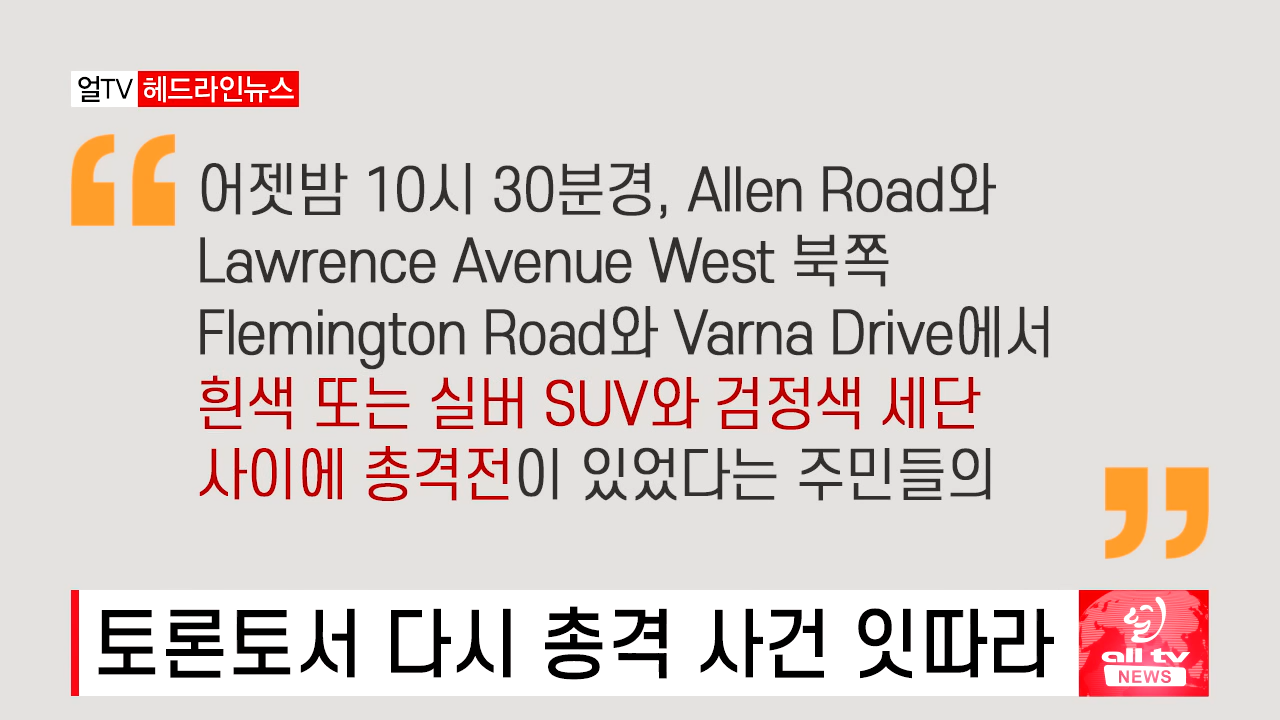 얼TV 헤드라인뉴스
어젯밤 10시 30분경, Allen Road와
Lawrence Avenue West 북쪽
Flemington Road와 Varna Drive에서
흰색 또는 실버 SUV와 검정색 세단
사이에 총격전이 있었다는 주민들의
토론토서 다시 총격 사건 잇따라
얼
all tv
NEWS